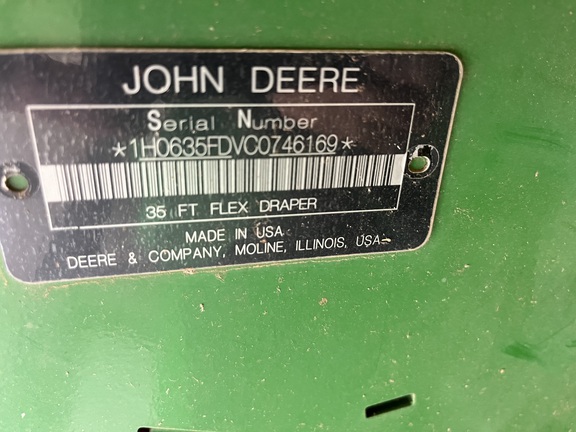 JOHN DEERE
Serial Number
*1H0635FDVC0746169*
35 FT FLEX DRAPER
MADE IN USA
DEERE & COMPANY, MOLINE, ILLINOIS, USA